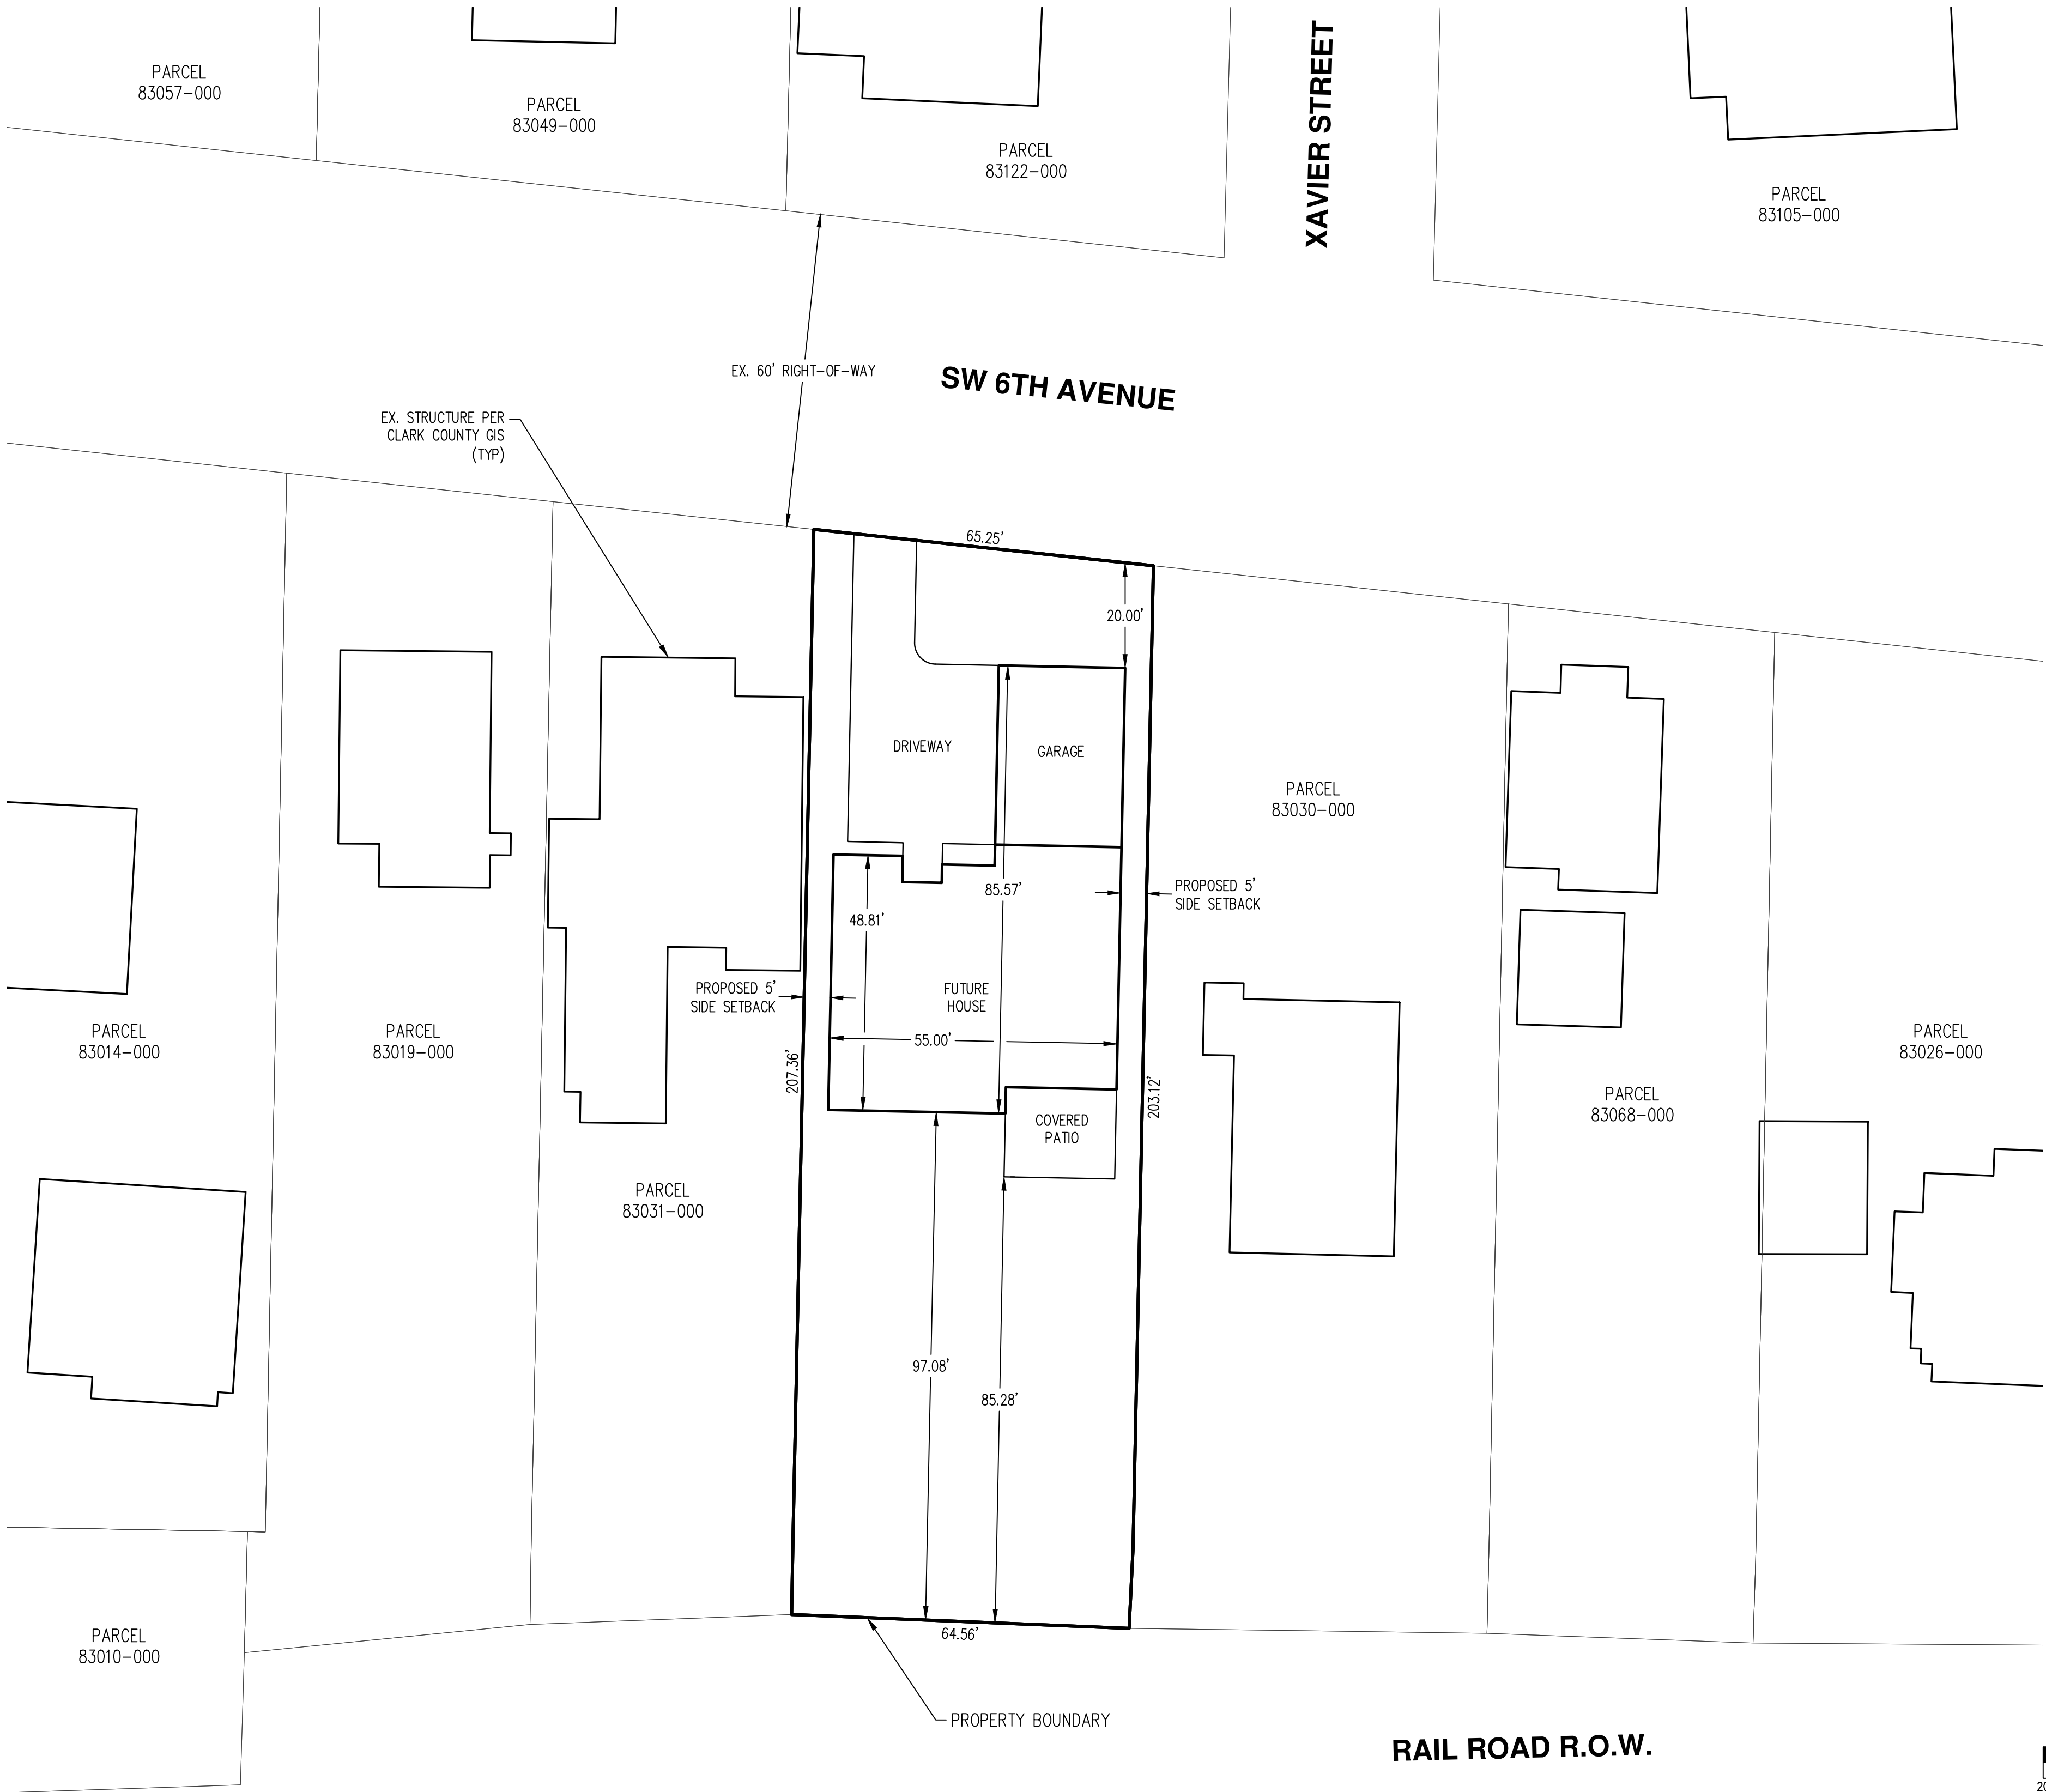 PARCEL
83057-000
PARCEL
83049-000
PARCEL
83122-000
XAVIER STREET
PARCEL
83105-000
EX. 60' RIGHT-OF-WAY
SW 6TH AVENUE
EX. STRUCTURE PER
CLARK COUNTY GIS
(TYP)
65.25'
20.00'
DRIVEWAY
GARAGE
PARCEL
83030-000
85.57'
PROPOSED 5'
SIDE SETBACK
48.81'
PROPOSED 5'
SIDE SETBACK
FUTURE
HOUSE
55.00'
207.36'
203.12'
PARCEL
83014-000
PARCEL
83019-000
PARCEL
83026-000
PARCEL
83068-000
COVERED
PATIO
PARCEL
83031-000
97.08'
85.28'
PARCEL
83010-000
64.56'
PROPERTY BOUNDARY
RAIL ROAD R.O.W.